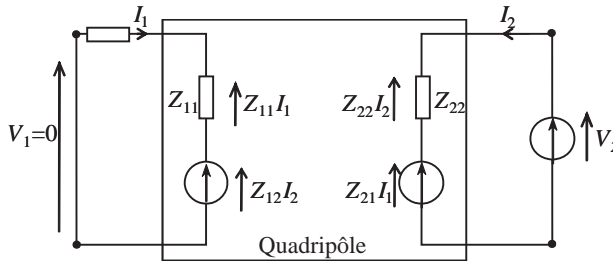 I₁
I₂
Z₁₁
Z₁₁I₁
Z₂₂I₂
Z₂₂
V₁=0
V₂
Z₁₂I₂
Z₂₁I₁
Quadripôle